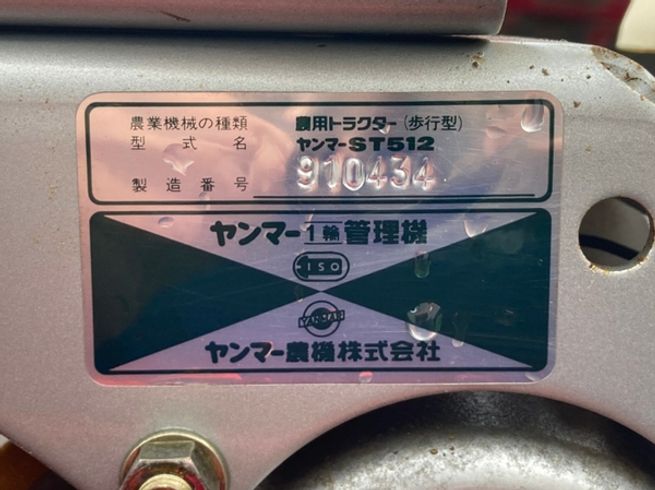 農業機械の種類 農用トラクター(歩行型)
型式名 ヤンマーST512
製造番号 910434
ヤンマー1輪管理機
ISO
YANMAR
ヤンマー農機株式会社